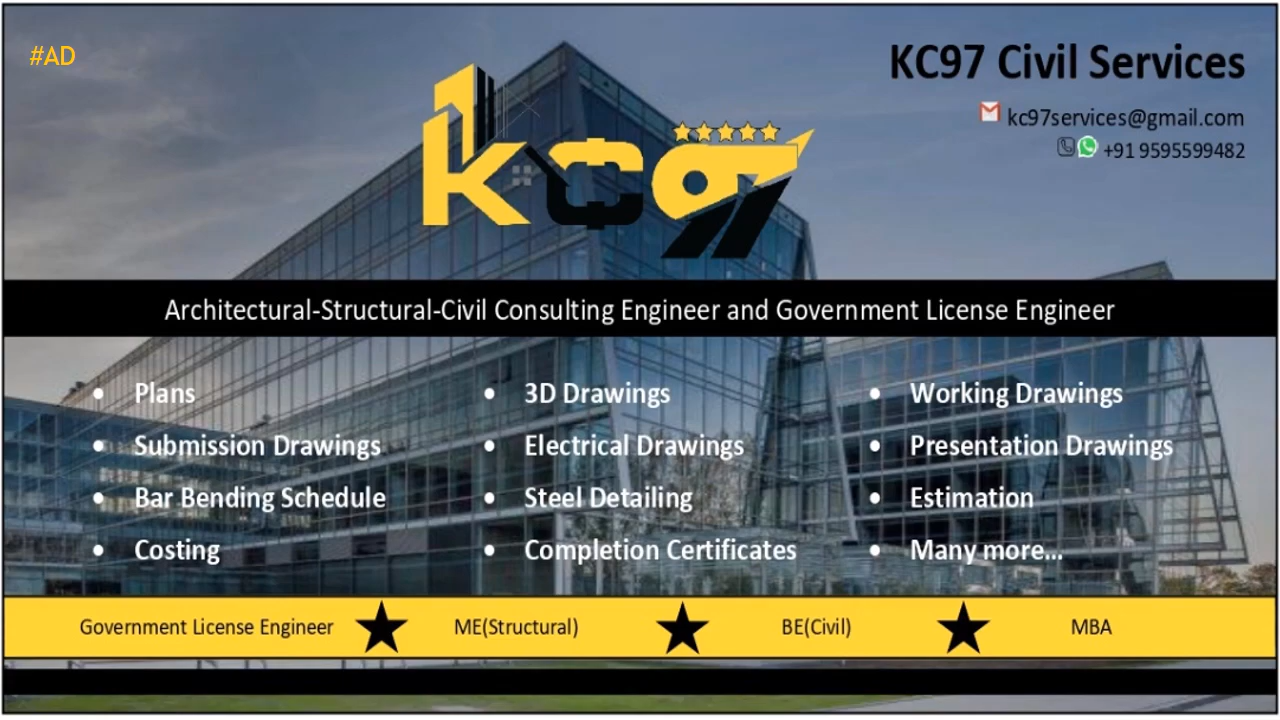 #AD
KC97 Civil Services
kc97services@gmail.com
+91 9595599482
kc97
Architectural-Structural-Civil Consulting Engineer and Government License Engineer
Plans
3D Drawings
Working Drawings
Submission Drawings
Electrical Drawings
Presentation Drawings
Bar Bending Schedule
Steel Detailing
Estimation
Costing
Completion Certificates
Many more...
Government License Engineer
ME(Structural)
BE(Civil)
MBA